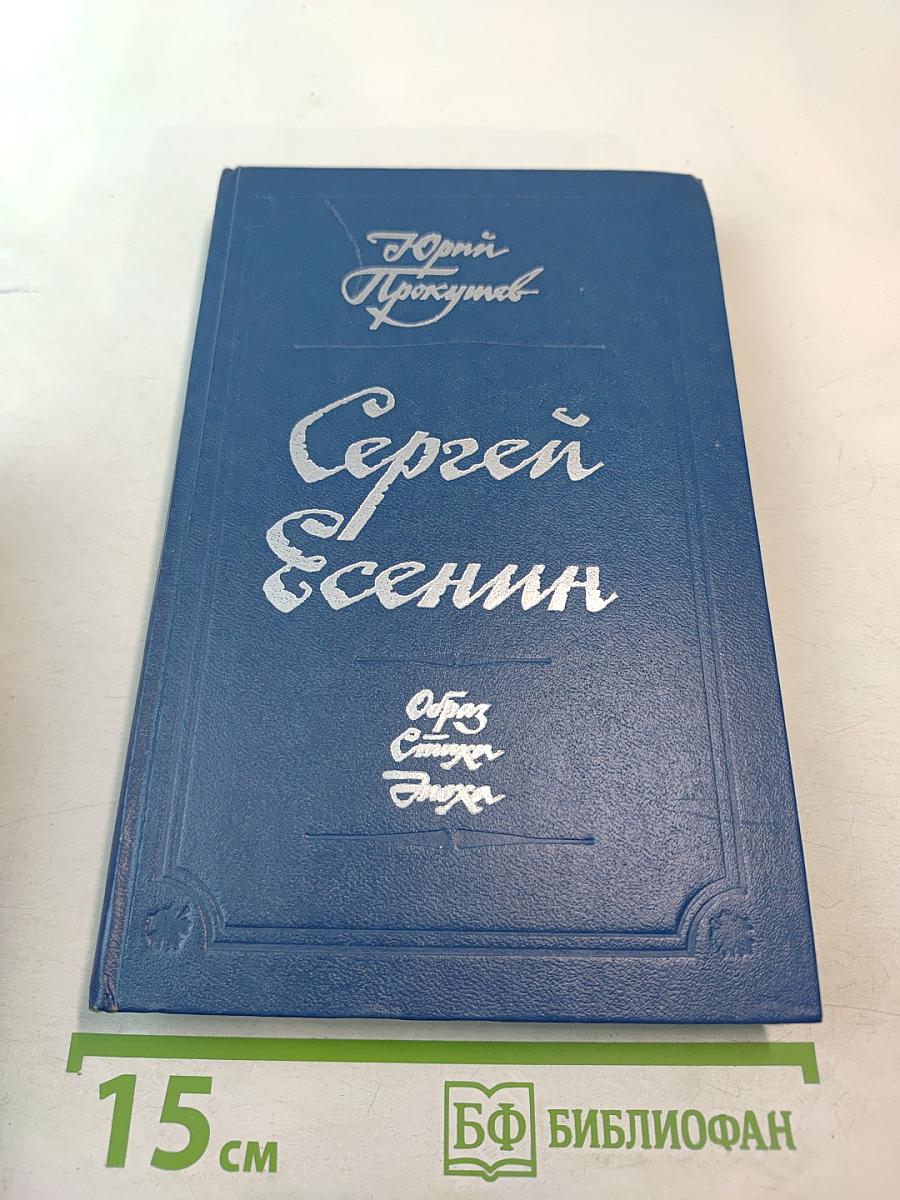 Юрий
Прокушев
Сергей
Есенин
Образ
Стихи
Эпоха
15 см
БФ БИБЛИОФАН